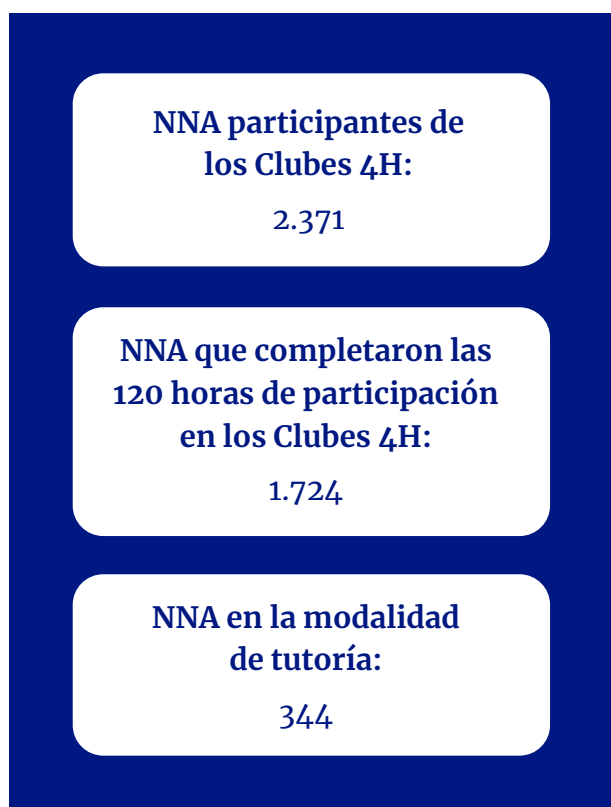 NNA participantes de
los Clubes 4H:
2.371
NNA que completaron las
120 horas de participación
en los Clubes 4H:
1.724
NNA en la modalidad
de tutoría:
344